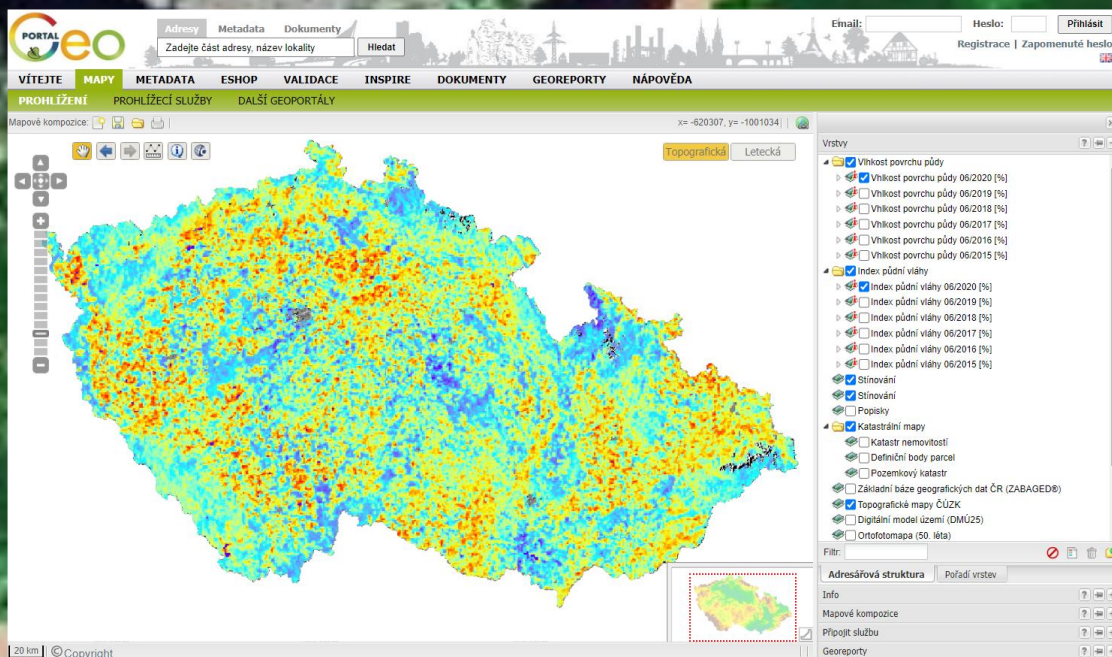 PORTAL
Geo
Adresy Metadata Dokumenty
Zadejte část adresy, název lokality Hledat
Email: Heslo: Přihlásit
Registrace | Zapomenuté heslo
VÍTEJTE MAPY METADATA ESHOP VALIDACE INSPIRE DOKUMENTY GEOREPORTY NÁPOVĚDA
PROHLÍŽENÍ PROHLÍŽECÍ SLUŽBY DALŠÍ GEOPORTÁLY
Mapové kompozice: x= -620307, y= -1001034
Topografická Letecká
Vrstvy
Vlhkost povrchu půdy
Vlhkost povrchu půdy 06/2020 [%]
Vlhkost povrchu půdy 06/2019 [%]
Vlhkost povrchu půdy 06/2018 [%]
Vlhkost povrchu půdy 06/2017 [%]
Vlhkost povrchu půdy 06/2016 [%]
Vlhkost povrchu půdy 06/2015 [%]
Index půdní vláhy
Index půdní vláhy 06/2020 [%]
Index půdní vláhy 06/2019 [%]
Index půdní vláhy 06/2018 [%]
Index půdní vláhy 06/2017 [%]
Index půdní vláhy 06/2016 [%]
Index půdní vláhy 06/2015 [%]
Stínování
Stínování
Popisky
Katastrální mapy
Katastr nemovitostí
Definiční body parcel
Pozemkový katastr
Základní báze geografických dat ČR (ZABAGED®)
Topografické mapy ČÚZK
Digitální model území (DMÚ25)
Ortofotomapa (50. léta)
Filtr:
Adresářová struktura Pořadí vrstev
Info
Mapové kompozice
Připojit službu
Georeporty
20 km © Copyright